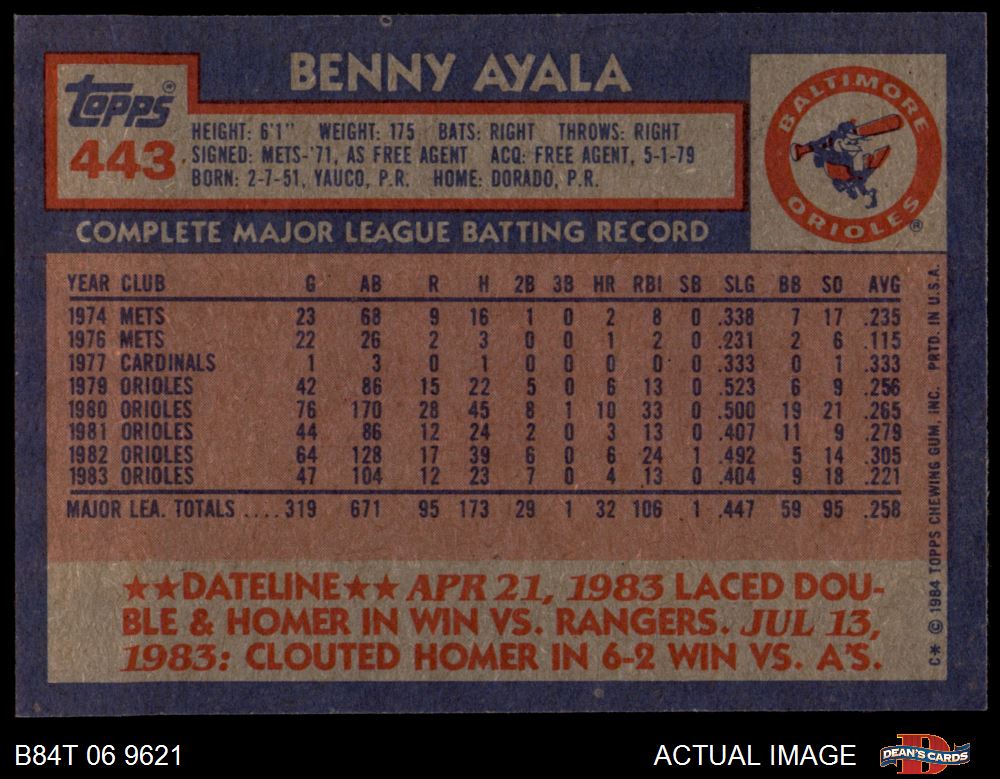 BENNY AYALA
topps®
443
HEIGHT: 6'1" WEIGHT: 175 BATS: RIGHT THROWS: RIGHT
SIGNED: METS-'71, AS FREE AGENT ACQ: FREE AGENT, 5-1-79
BORN: 2-7-51, YAUCO, P.R. HOME: DORADO, P.R.
BALTIMORE
ORIOLES®
COMPLETE MAJOR LEAGUE BATTING RECORD
YEAR CLUB G AB R H 2B 3B HR RBI SB SLG BB SO AVG
1974 METS 23 68 9 16 1 0 2 8 0 .338 7 17 .235
1976 METS 22 26 2 3 0 0 1 2 0 .231 2 6 .115
1977 CARDINALS 1 3 0 1 0 0 0 0 0 .333 0 1 .333
1979 ORIOLES 42 86 15 22 5 0 6 13 0 .523 6 9 .256
1980 ORIOLES 76 170 28 45 8 1 10 33 0 .500 19 21 .265
1981 ORIOLES 44 86 12 24 2 0 3 13 0 .407 11 9 .279
1982 ORIOLES 64 128 17 39 6 0 6 24 1 .492 5 14 .305
1983 ORIOLES 47 104 12 23 7 0 4 13 0 .404 9 18 .221
MAJOR LEA. TOTALS ....319 671 95 173 29 1 32 106 1 .447 59 95 .258
★★DATELINE★★ APR 21, 1983 LACED DOU-
BLE & HOMER IN WIN VS. RANGERS. JUL 13,
1983: CLOUTED HOMER IN 6-2 WIN VS. A'S.
C* © 1984 TOPPS CHEWING GUM, INC. PRTD. IN U.S.A.
B84T 06 9621
ACTUAL IMAGE
DEAN'S CARDS